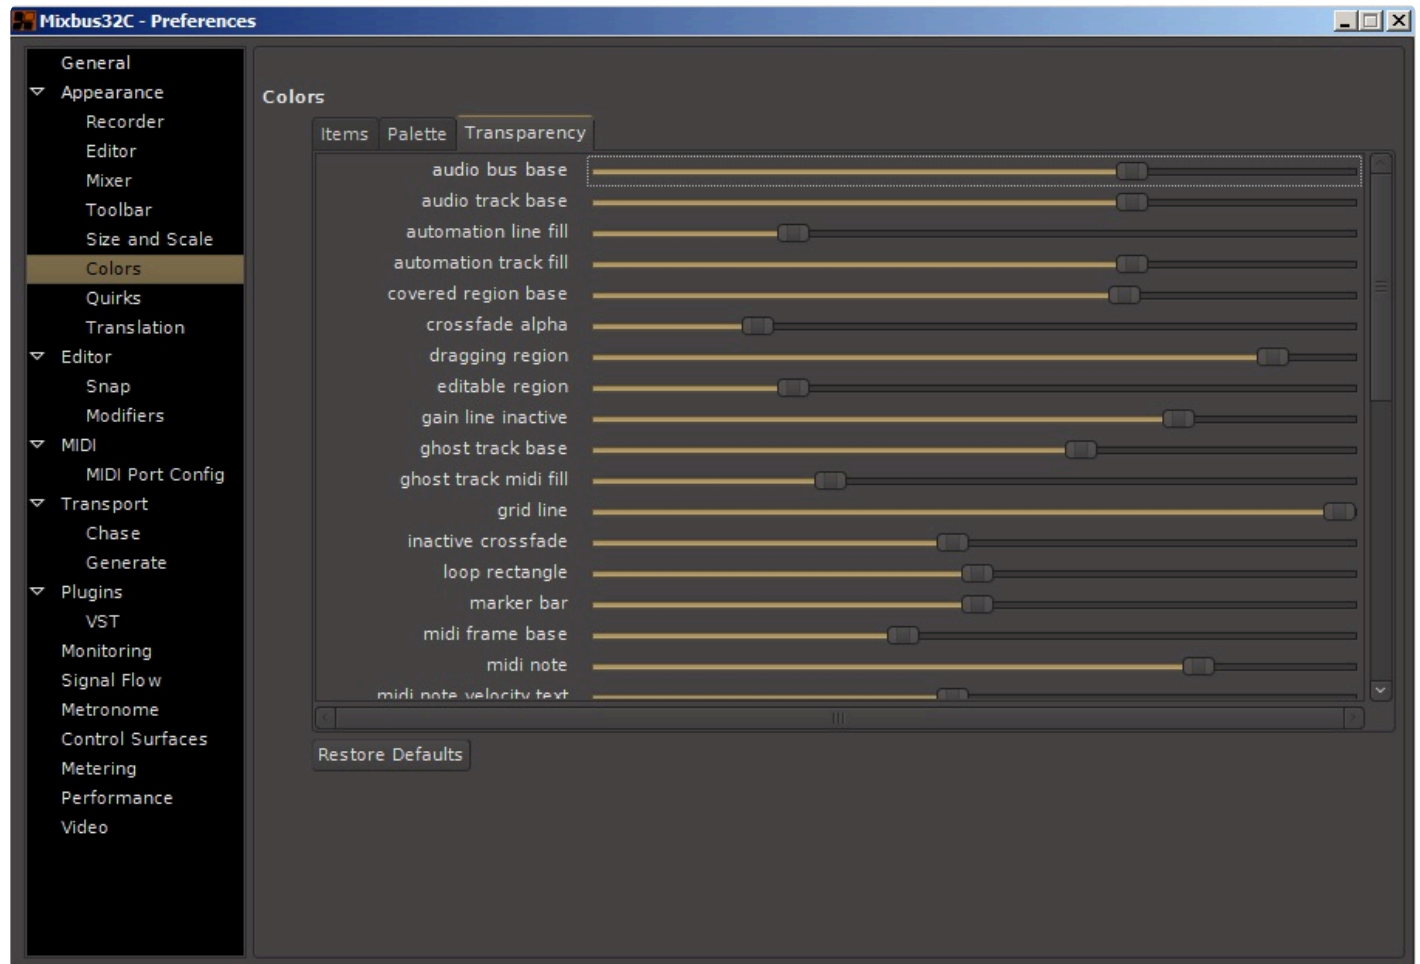 Mixbus32C - Preferences
General
Appearance
Recorder
Editor
Mixer
Toolbar
Size and Scale
Colors
Quirks
Translation
Editor
Snap
Modifiers
MIDI
MIDI Port Config
Transport
Chase
Generate
Plugins
VST
Monitoring
Signal Flow
Metronome
Control Surfaces
Metering
Performance
Video
Colors
Items Palette Transparency
audio bus base
audio track base
automation line fill
automation track fill
covered region base
crossfade alpha
dragging region
editable region
gain line inactive
ghost track base
ghost track midi fill
grid line
inactive crossfade
loop rectangle
marker bar
midi frame base
midi note
midi note velocity text
Restore Defaults